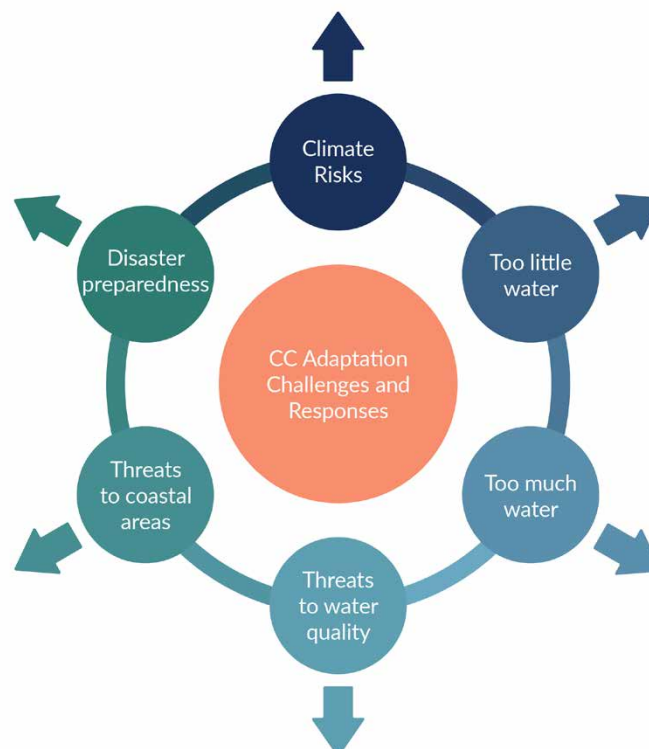 Climate
Risks
Too little
water
Too much
water
Threats
to water
quality
Threats
to coastal
areas
Disaster
preparedness
CC Adaptation
Challenges and
Responses